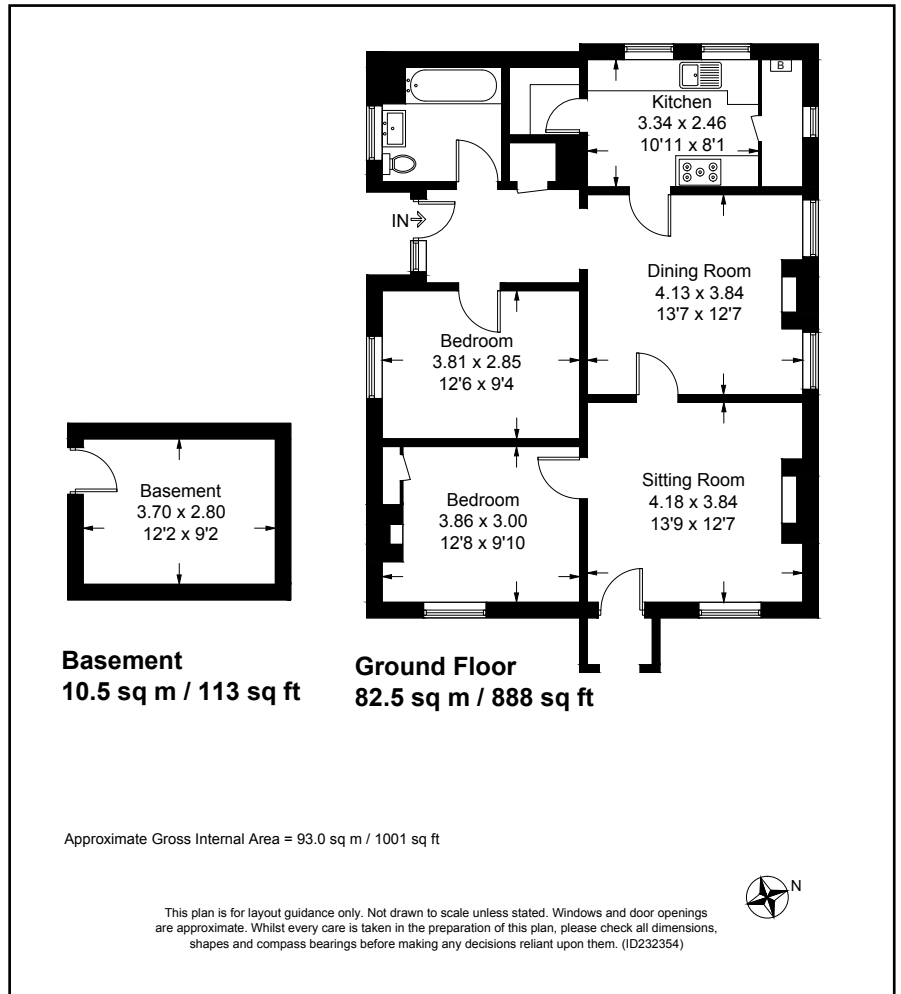 B
Kitchen
3.34 x 2.46
10'11 x 8'1
IN
Dining Room
4.13 x 3.84
13'7 x 12'7
Bedroom
3.81 x 2.85
12'6 x 9'4
Bedroom
3.86 x 3.00
12'8 x 9'10
Sitting Room
4.18 x 3.84
13'9 x 12'7
Basement
3.70 x 2.80
12'2 x 9'2
Basement
10.5 sq m / 113 sq ft
Ground Floor
82.5 sq m / 888 sq ft
Approximate Gross Internal Area = 93.0 sq m / 1001 sq ft
N
This plan is for layout guidance only. Not drawn to scale unless stated. Windows and door openings
are approximate. Whilst every care is taken in the preparation of this plan, please check all dimensions,
shapes and compass bearings before making any decisions reliant upon them. (ID232354)